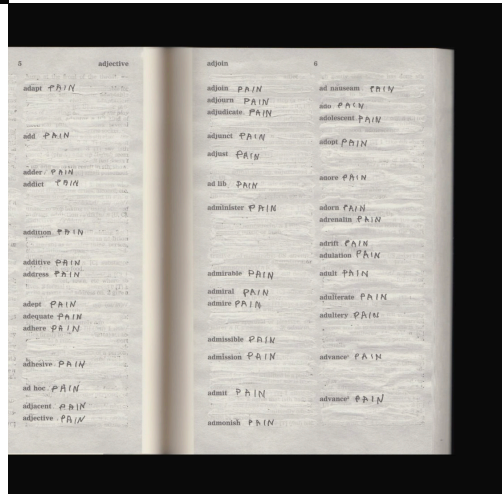 5 adjective
adapt PAIN
add PAIN
adder PAIN
addict PAIN
addition PAIN
additive PAIN
address PAIN
adept PAIN
adequate PAIN
adhere PAIN
adhesive PAIN
ad hoc PAIN
adjacent PAIN
adjective PAIN
adjoin 6
adjoin PAIN
adjourn PAIN
adjudicate PAIN
adjunct PAIN
adjust PAIN
ad lib PAIN
administer PAIN
admirable PAIN
admiral PAIN
admire PAIN
admissible PAIN
admission PAIN
admit PAIN
admonish PAIN
ad nauseam PAIN
ado PAIN
adolescent PAIN
adopt PAIN
adore PAIN
adorn PAIN
adrenalin PAIN
adrift PAIN
adulation PAIN
adult PAIN
adulterate PAIN
adultery PAIN
advance¹ PAIN
advance² PAIN